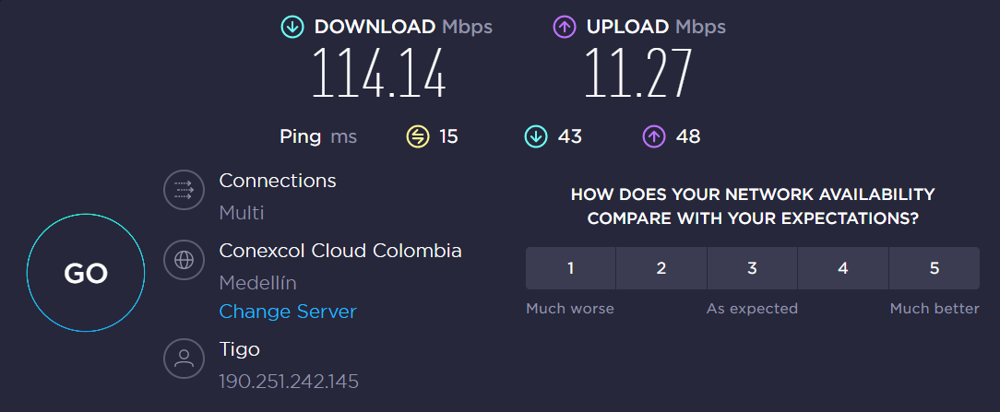 DOWNLOAD Mbps
114.14
UPLOAD Mbps
11.27
Ping ms 15 43 48
Connections
Multi
Conexcol Cloud Colombia
Medellín
Change Server
Tigo
190.251.242.145
GO
HOW DOES YOUR NETWORK AVAILABILITY
COMPARE WITH YOUR EXPECTATIONS?
1 2 3 4 5
Much worse As expected Much better